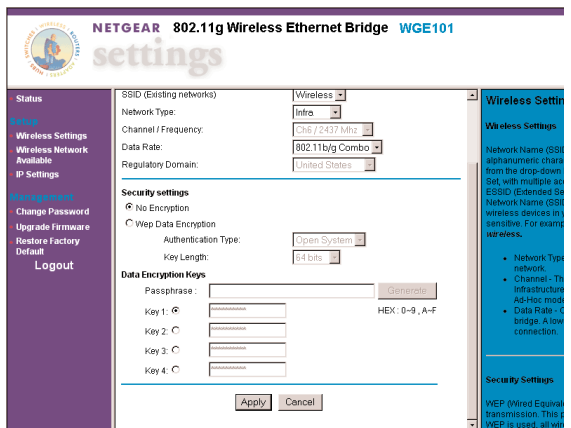 NETGEAR 802.11g Wireless Ethernet Bridge WGE101
settings
Status
Setup
Wireless Settings
Wireless Network
Available
IP Settings
Management
Change Password
Upgrade Firmware
Restore Factory
Default
Logout
SSID (Existing networks) Wireless
Network Type: Infra
Channel / Frequency: Ch6 / 2437 Mhz
Data Rate: 802.11b/g Combo
Regulatory Domain: United States
Security settings
No Encryption
Wep Data Encryption
Authentication Type: Open System
Key Length: 64 bits
Data Encryption Keys
Passphrase : Generate
Key 1: ********** HEX : 0~9 , A~F
Key 2: **********
Key 3: **********
Key 4: **********
Apply Cancel
Wireless Settin
Wireless Settings
Network Name (SSI
alphanumeric chara
from the drop-down
Set, with multiple ac
ESSID (Extended Se
Network Name (SSI
wireless devices in y
sensitive. For examp
wireless.
Network Type
network.
Channel - Th
infrastructure
Ad-Hoc mode
Data Rate - C
bridge. A low
connection.
Security Settings
WEP (Wired Equivale
transmission. This p
WEP is used, all wir